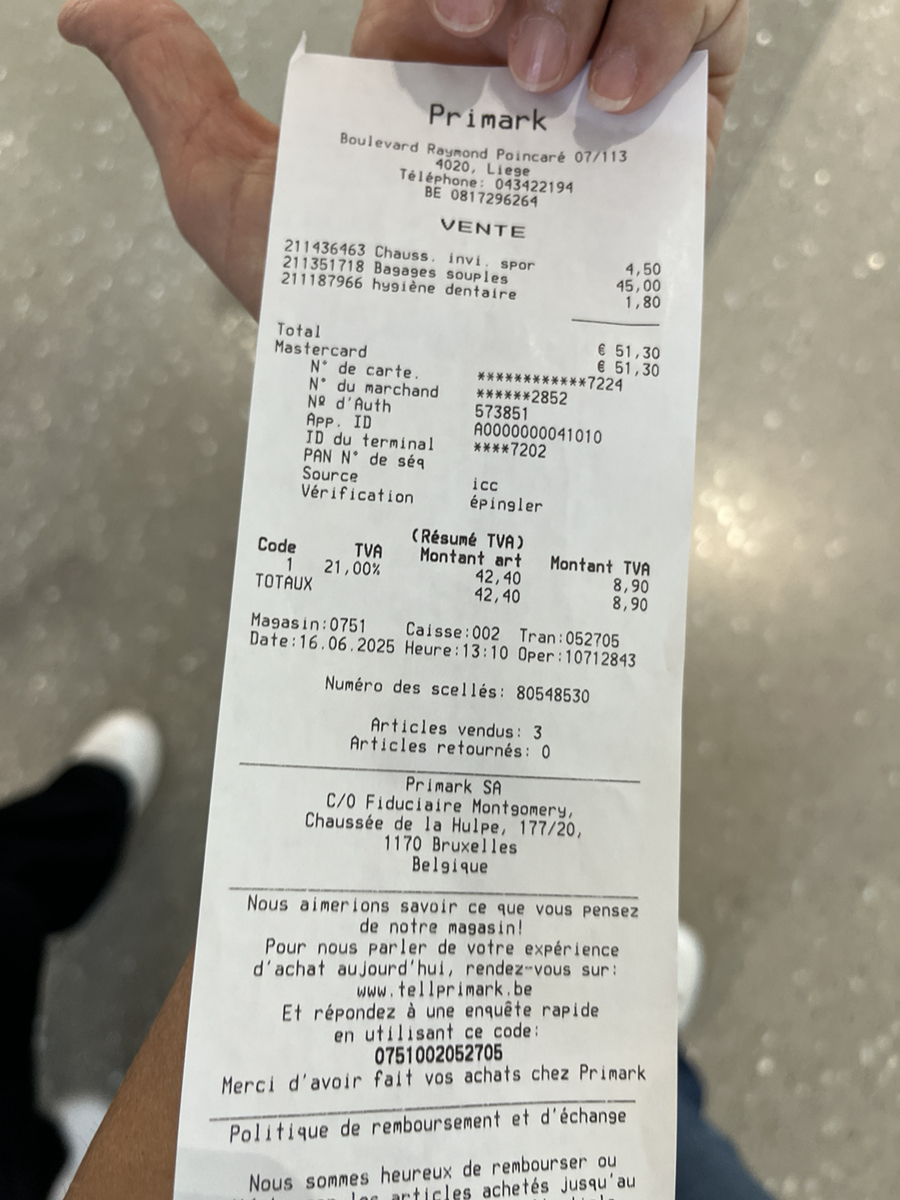 Primark
Boulevard Raymond Poincaré 07/113
4020, Liege
Téléphone: 043422194
BE 0817296264
VENTE
211436463 Chauss. invi. spor 4,50
211351718 Bagages souples 45,00
211187966 hygiène dentaire 1,80
Total € 51,30
Mastercard € 51,30
N° de carte. ************7224
N° du marchand ******2852
Nº d'Auth 573851
App. ID A0000000041010
ID du terminal ****7202
PAN N° de séq
Source icc
Vérification épingler
(Résumé TVA)
Code TVA Montant art Montant TVA
1 21,00% 42,40 8,90
TOTAUX 42,40 8,90
Magasin:0751 Caisse:002 Tran:052705
Date:16.06.2025 Heure:13:10 Oper:10712843
Numéro des scellés: 80548530
Articles vendus: 3
Articles retournés: 0
Primark SA
C/O Fiduciaire Montgomery,
Chaussée de la Hulpe, 177/20,
1170 Bruxelles
Belgique
Nous aimerions savoir ce que vous pensez
de notre magasin!
Pour nous parler de votre expérience
d'achat aujourd'hui, rendez-vous sur:
www.tellprimark.be
Et répondez à une enquête rapide
en utilisant ce code:
0751002052705
Merci d'avoir fait vos achats chez Primark
Politique de remboursement et d'échange
Nous sommes heureux de rembourser ou
les articles achetés jusqu'au